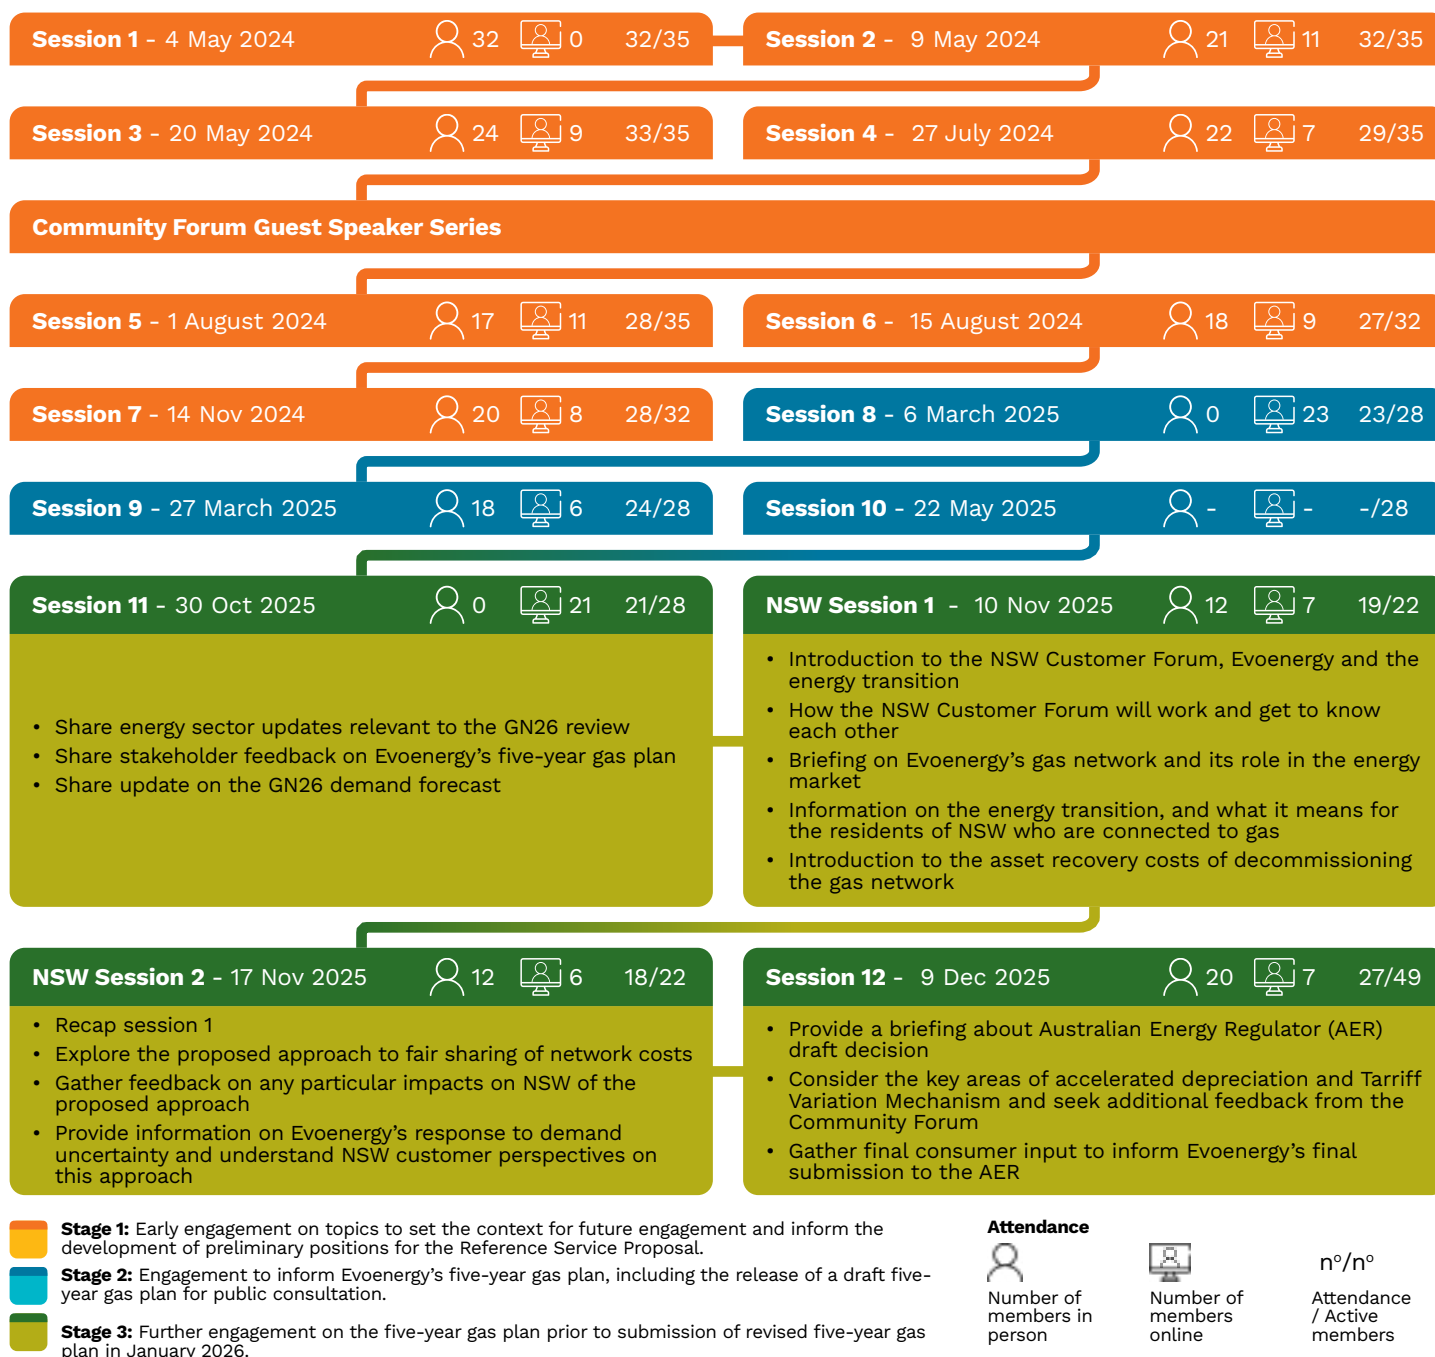 Session 1 - 4 May 2024 32 0 32/35
Session 2 - 9 May 2024 21 11 32/35
Session 3 - 20 May 2024 24 9 33/35
Session 4 - 27 July 2024 22 7 29/35
Community Forum Guest Speaker Series
Session 5 - 1 August 2024 17 11 28/35
Session 6 - 15 August 2024 18 9 27/32
Session 7 - 14 Nov 2024 20 8 28/32
Session 8 - 6 March 2025 0 23 23/28
Session 9 - 27 March 2025 18 6 24/28
Session 10 - 22 May 2025 - - -/28
Session 11 - 30 Oct 2025 0 21 21/28
• Share energy sector updates relevant to the GN26 review
• Share stakeholder feedback on Evoenergy's five-year gas plan
• Share update on the GN26 demand forecast
NSW Session 1 - 10 Nov 2025 12 7 19/22
• Introduction to the NSW Customer Forum, Evoenergy and the
energy transition
• How the NSW Customer Forum will work and get to know
each other
• Briefing on Evoenergy's gas network and its role in the energy
market
• Information on the energy transition, and what it means for
the residents of NSW who are connected to gas
• Introduction to the asset recovery costs of decommissioning
the gas network
NSW Session 2 - 17 Nov 2025 12 6 18/22
• Recap session 1
• Explore the proposed approach to fair sharing of network costs
• Gather feedback on any particular impacts on NSW of the
proposed approach
• Provide information on Evoenergy's response to demand
uncertainty and understand NSW customer perspectives on
this approach
Session 12 - 9 Dec 2025 20 7 27/49
• Provide a briefing about Australian Energy Regulator (AER)
draft decision
• Consider the key areas of accelerated depreciation and Tarriff
Variation Mechanism and seek additional feedback from the
Community Forum
• Gather final consumer input to inform Evoenergy's final
submission to the AER
Stage 1: Early engagement on topics to set the context for future engagement and inform the
development of preliminary positions for the Reference Service Proposal.
Stage 2: Engagement to inform Evoenergy's five-year gas plan, including the release of a draft five-
year gas plan for public consultation.
Stage 3: Further engagement on the five-year gas plan prior to submission of revised five-year gas
plan in January 2026.
Attendance
Number of
members in
person
Number of
members
online
nº/nº
Attendance
/ Active
members